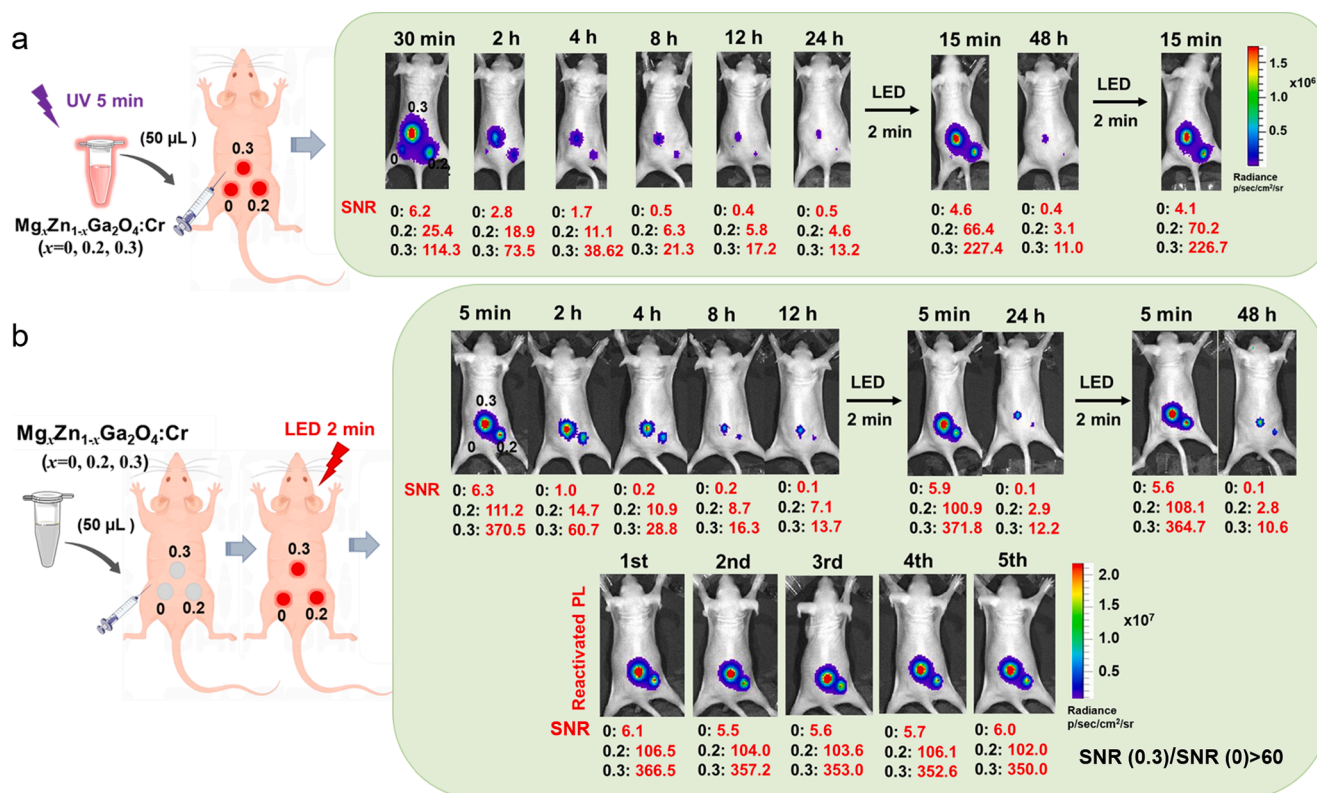 a
UV 5 min
(50 μL)
MgₓZn₁₋ₓGa₂O₄:Cr
(x=0, 0.2, 0.3)
0.3
0 0.2
30 min 2 h 4 h 8 h 12 h 24 h 15 min 48 h 15 min
0.3
0 0.2
LED
2 min
LED
2 min
x10⁶
1.5
1.0
0.5
Radiance
p/sec/cm²/sr
SNR
0: 6.2 0: 2.8 0: 1.7 0: 0.5 0: 0.4 0: 0.5 0: 4.6 0: 0.4 0: 4.1
0.2: 25.4 0.2: 18.9 0.2: 11.1 0.2: 6.3 0.2: 5.8 0.2: 4.6 0.2: 66.4 0.2: 3.1 0.2: 70.2
0.3: 114.3 0.3: 73.5 0.3: 38.62 0.3: 21.3 0.3: 17.2 0.3: 13.2 0.3: 227.4 0.3: 11.0 0.3: 226.7
b
MgₓZn₁₋ₓGa₂O₄:Cr
(x=0, 0.2, 0.3)
(50 μL)
LED 2 min
0.3
0 0.2
0.3
0 0.2
5 min 2 h 4 h 8 h 12 h 5 min 24 h 5 min 48 h
0.3
0 0.2
LED
2 min
LED
2 min
SNR
0: 6.3 0: 1.0 0: 0.2 0: 0.2 0: 0.1 0: 5.9 0: 0.1 0: 5.6 0: 0.1
0.2: 111.2 0.2: 14.7 0.2: 10.9 0.2: 8.7 0.2: 7.1 0.2: 100.9 0.2: 2.9 0.2: 108.1 0.2: 2.8
0.3: 370.5 0.3: 60.7 0.3: 28.8 0.3: 16.3 0.3: 13.7 0.3: 371.8 0.3: 12.2 0.3: 364.7 0.3: 10.6
1st 2nd 3rd 4th 5th
Reactivated PL
2.0
1.5
x10⁷
1.0
0.5
Radiance
p/sec/cm²/sr
SNR
0: 6.1 0: 5.5 0: 5.6 0: 5.7 0: 6.0
0.2: 106.5 0.2: 104.0 0.2: 103.6 0.2: 106.1 0.2: 102.0
0.3: 366.5 0.3: 357.2 0.3: 353.0 0.3: 352.6 0.3: 350.0
SNR (0.3)/SNR (0)>60